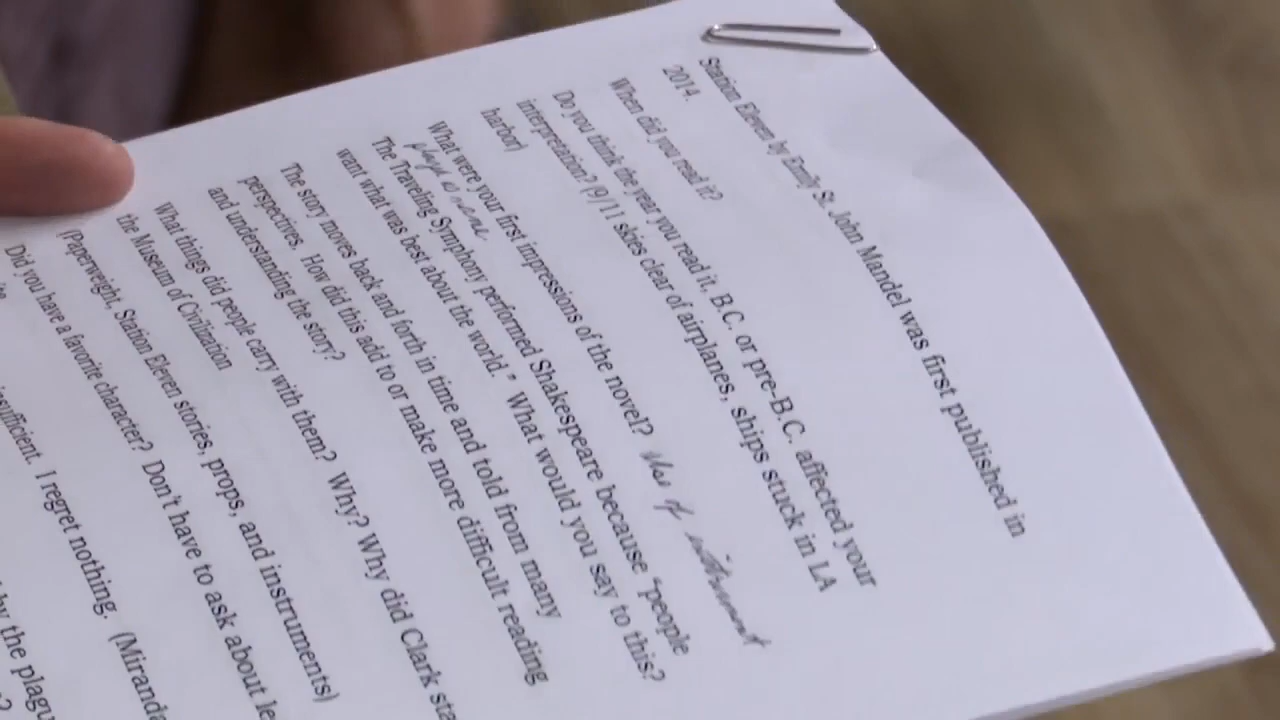 Station Eleven by Emily St. John Mandel was first published in
2014.
When did you read it?
Do you think the year you read it, B.C. or pre-B.C. affected your
interpretation? (9/11 skies clear of airplanes, ships stuck in LA
harbor)
What were your first impressions of the novel?
The Traveling Symphony performed Shakespeare because "people
want what was best about the world." What would you say to this?
The story moves back and forth in time and told from many
perspectives. How did this add to or make more difficult reading
and understanding the story?
What things did people carry with them? Why? Why did Clark sta
the Museum of Civilization
(Paperweight, Station Eleven stories, props, and instruments)
Did you have a favorite character? Don't have to ask about le
insufficient. I regret nothing. (Miranda
by the plagu